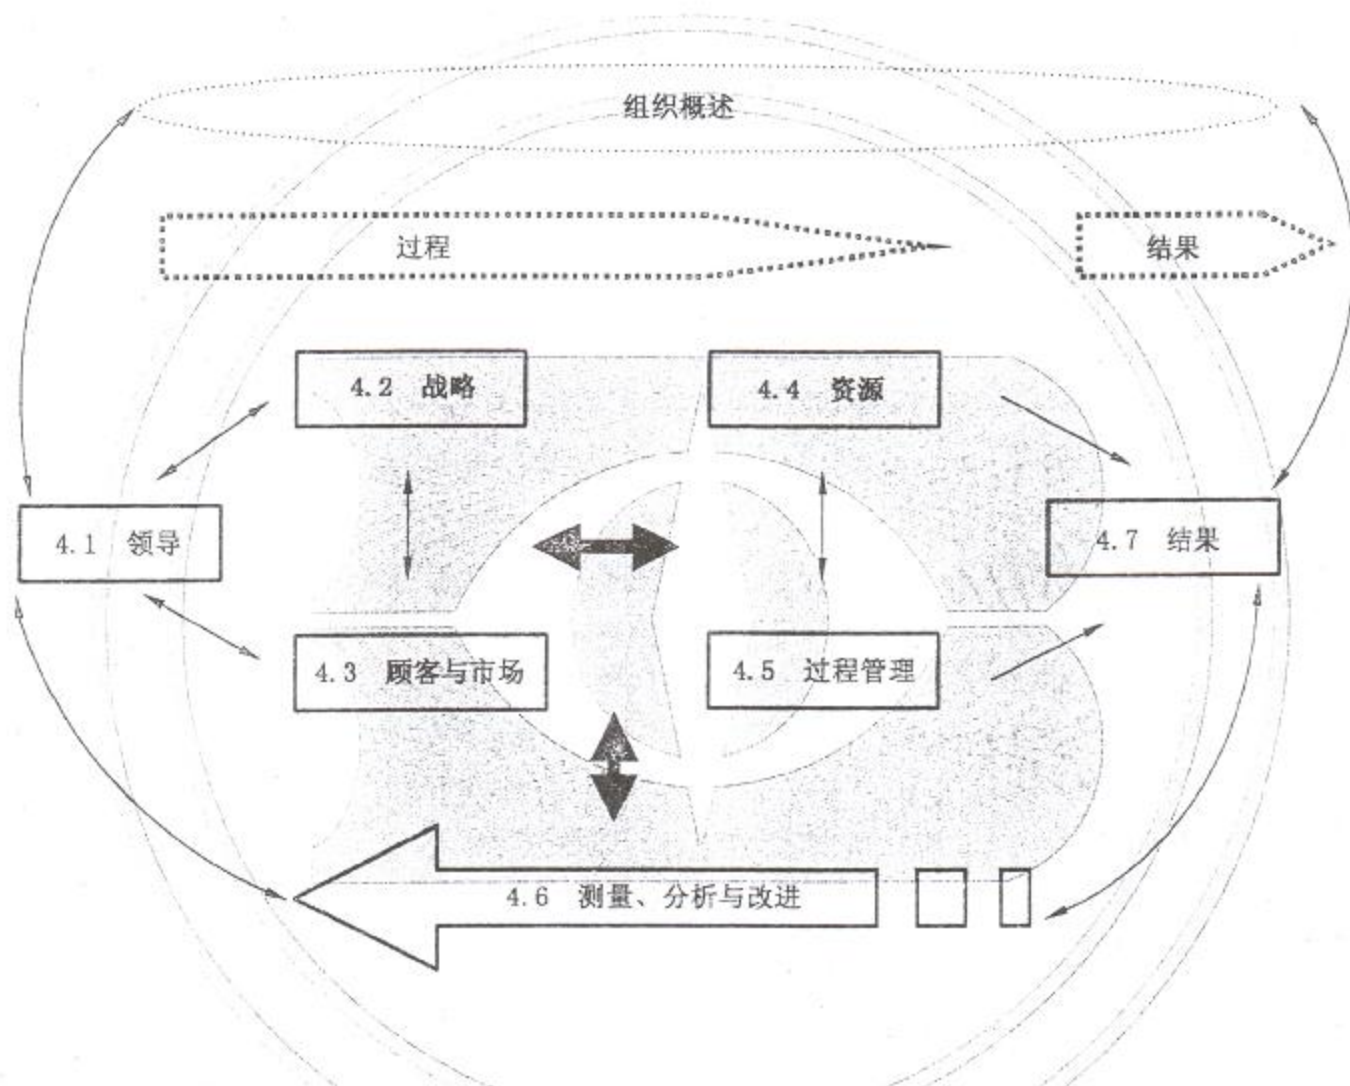 组织概述
过程
结果
4.2 战略
4.4 资源
4.1 领导
4.7 结果
4.3 顾客与市场
4.5 过程管理
4.6 测量、分析与改进